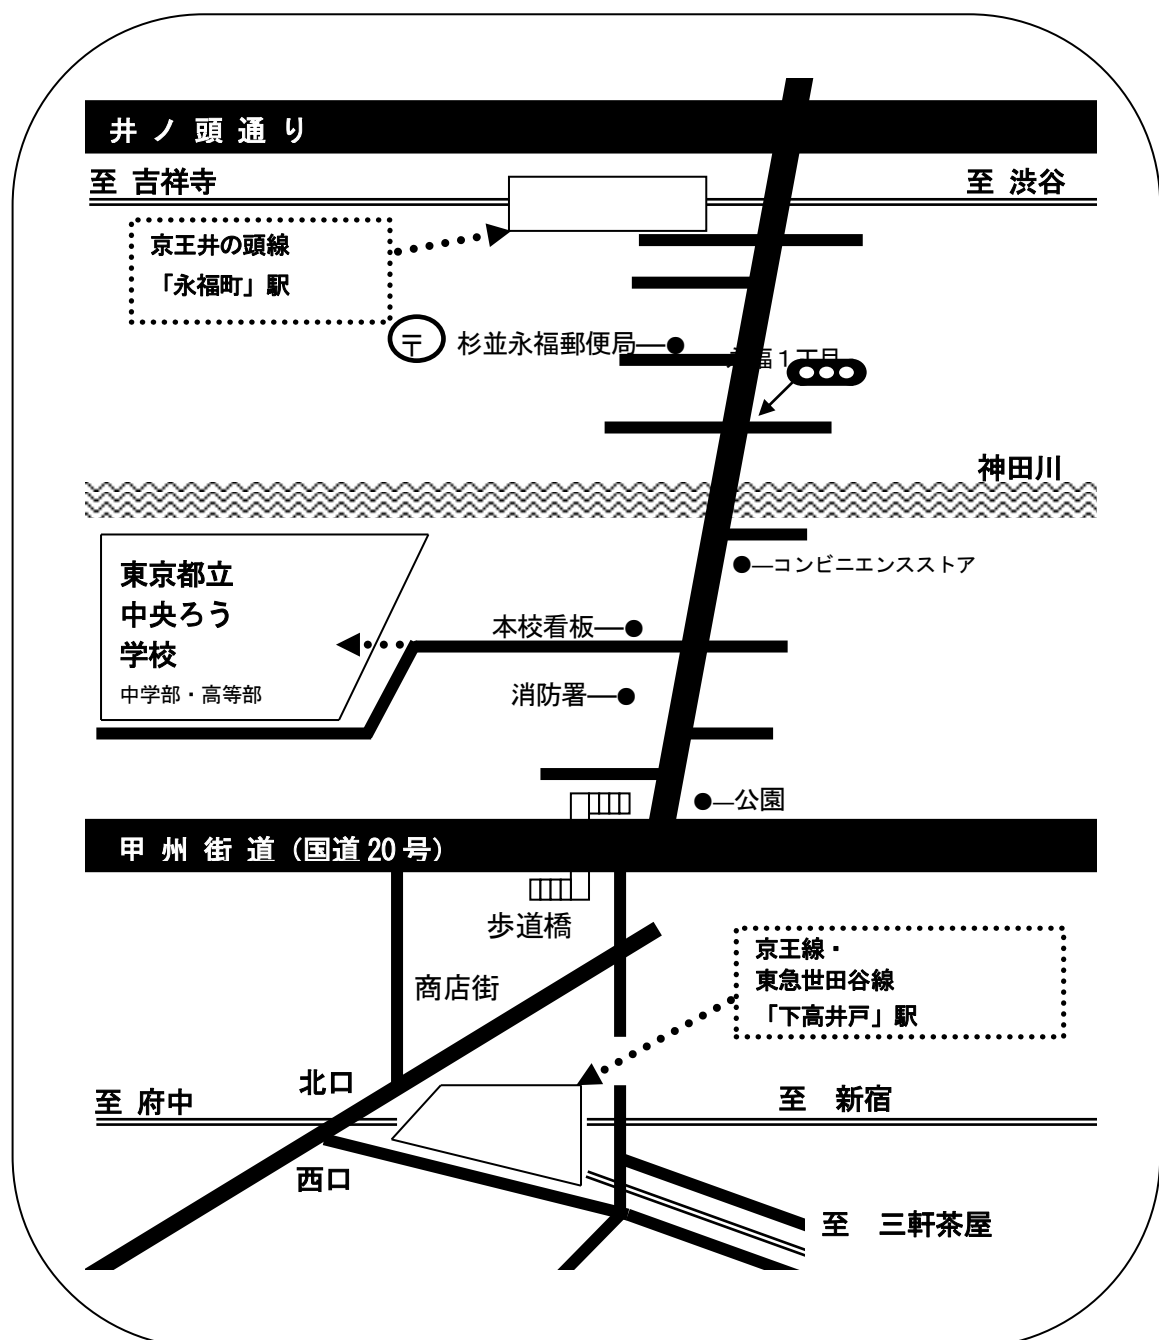 井ノ頭通り
至 吉祥寺
至 渋谷
京王井の頭線
「永福町」駅
〒 杉並永福郵便局
福1丁目
神田川
コンビニエンスストア
東京都立
中央ろう
学校
中学部・高等部
本校看板
消防署
公園
甲州街道(国道20号)
歩道橋
商店街
京王線・
東急世田谷線
「下高井戸」駅
北口
至 府中
至 新宿
西口
至 三軒茶屋